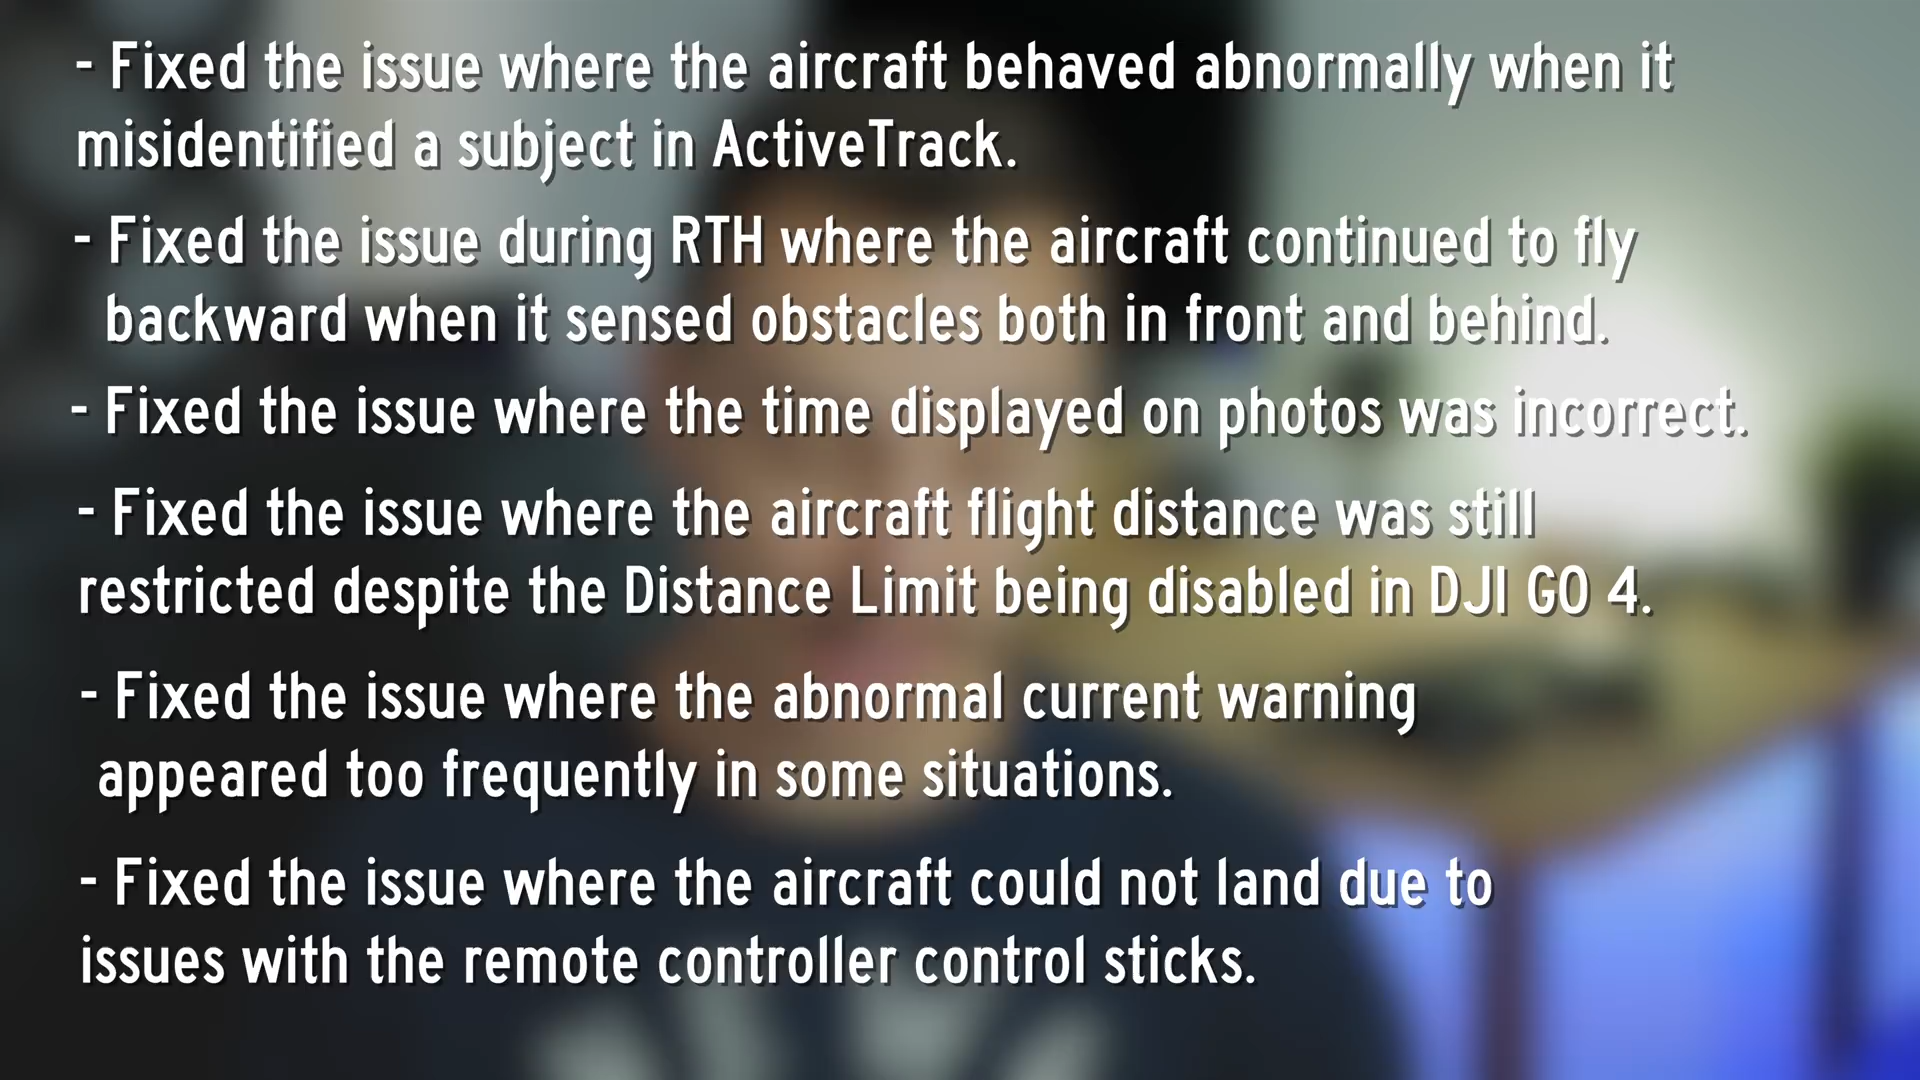 - Fixed the issue where the aircraft behaved abnormally when it
misidentified a subject in ActiveTrack.
- Fixed the issue during RTH where the aircraft continued to fly
backward when it sensed obstacles both in front and behind.
- Fixed the issue where the time displayed on photos was incorrect.
- Fixed the issue where the aircraft flight distance was still
restricted despite the Distance Limit being disabled in DJI GO 4.
- Fixed the issue where the abnormal current warning
appeared too frequently in some situations.
- Fixed the issue where the aircraft could not land due to
issues with the remote controller control sticks.